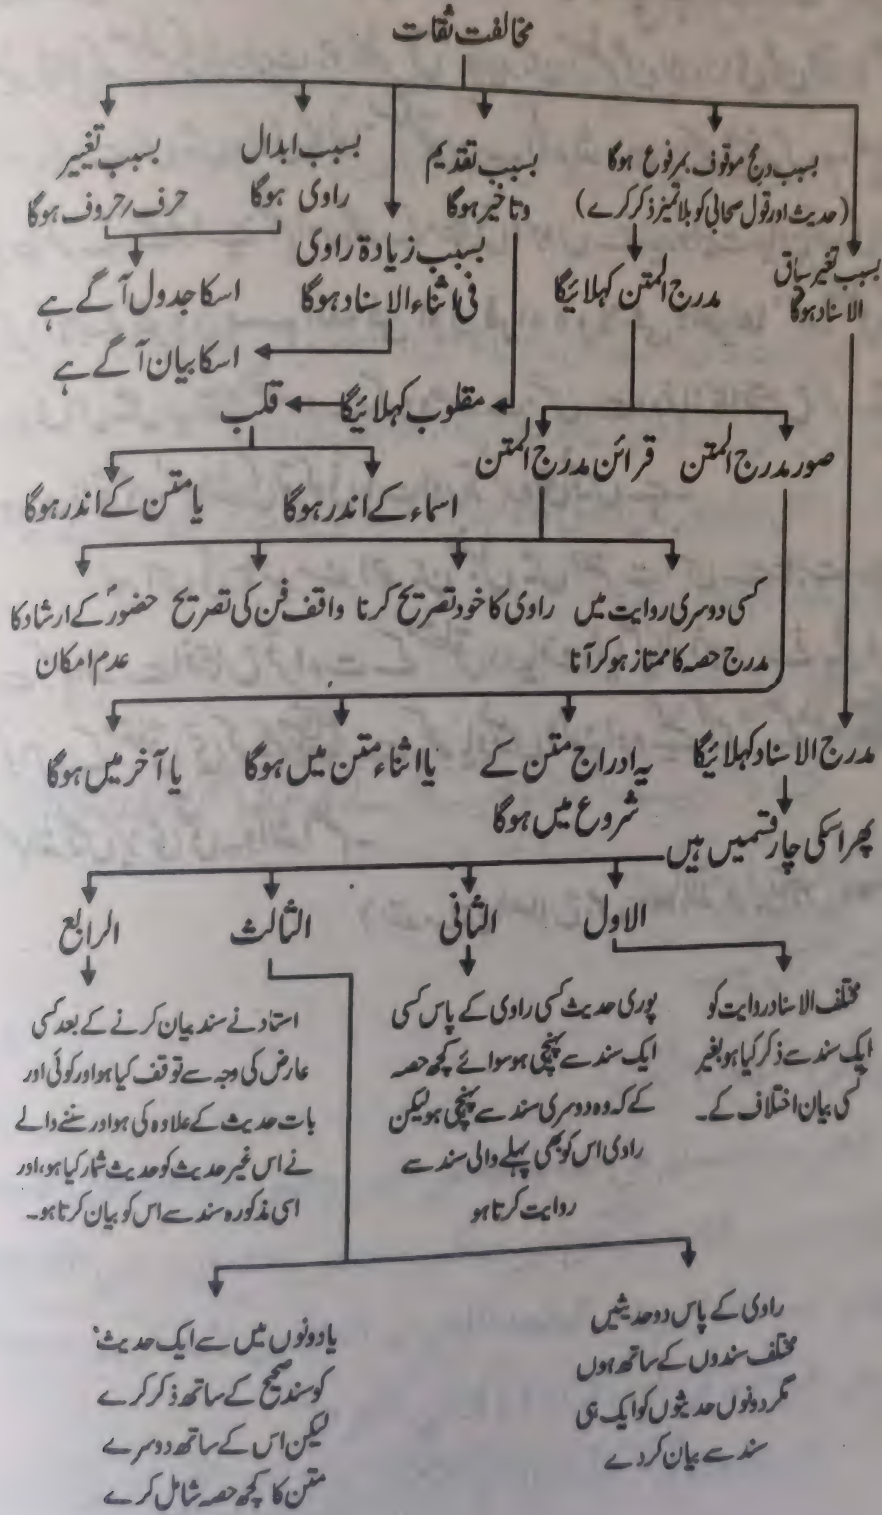 مخالفت ثقات
بسبب تغیر سیاق
الاسناد ہوگا
بسبب دمج موقوف بمرفوع ہوگا
(حدیث اور قول صحابی کو بلا تمیز ذکر کرے)
مدرج المتن کہلائیگا
بسبب تقدیم
وتاخیر ہوگا
بسبب زیادۃ راوی
فی اثناء الاسناد ہوگا
بسبب ابدال
راوی ہوگا
بسبب تغییر
حرف/حروف ہوگا
اسکا جدول آگے ہے
اسکا بیان آگے ہے
مقلوب کہلائیگا
قلب
صور مدرج المتن
قرائن مدرج المتن
اسماء کے اندر ہوگا
یا متن کے اندر ہوگا
کسی دوسری روایت میں
مدرج حصہ کا ممتاز ہو کر آنا
راوی کا خود تصریح کرنا
واقف فن کی تصریح
حضورؐ کے ارشاد کا
عدم امکان
مدرج الاسناد کہلائیگا
یہ ادراج متن کے
شروع میں ہوگا
یا اثناء متن میں ہوگا
یا آخر میں ہوگا
پھر اسکی چار قسمیں ہیں
الاول
الثانی
الثالث
الرابع
مختلف الاسناد روایت کو
ایک سند سے ذکر کیا ہو بغیر
کسی بیان اختلاف کے۔
پوری حدیث کسی راوی کے پاس کسی
ایک سند سے پہنچی ہو سوائے کچھ حصہ
کے کہ وہ دوسری سند سے پہنچی ہو لیکن
راوی اس کو بھی پہلے والی سند سے
روایت کرتا ہو
استاد نے سند بیان کرنے کے بعد کسی
عارض کی وجہ سے توقف کیا ہو اور کوئی اور
بات حدیث کے علاوہ کی ہو اور سننے والے
نے اس غیر حدیث کو حدیث شمار کیا ہو، اور
اسی مذکورہ سند سے اس کو بیان کرتا ہو۔
راوی کے پاس دو حدیثیں
مختلف سندوں کے ساتھ ہوں
مگر دونوں حدیثوں کو ایک ہی
سند سے بیان کر دے
یا دونوں میں سے ایک حدیث
کو سند صحیح کے ساتھ ذکر کرے
لیکن اس کے ساتھ دوسرے
متن کا کچھ حصہ شامل کرے